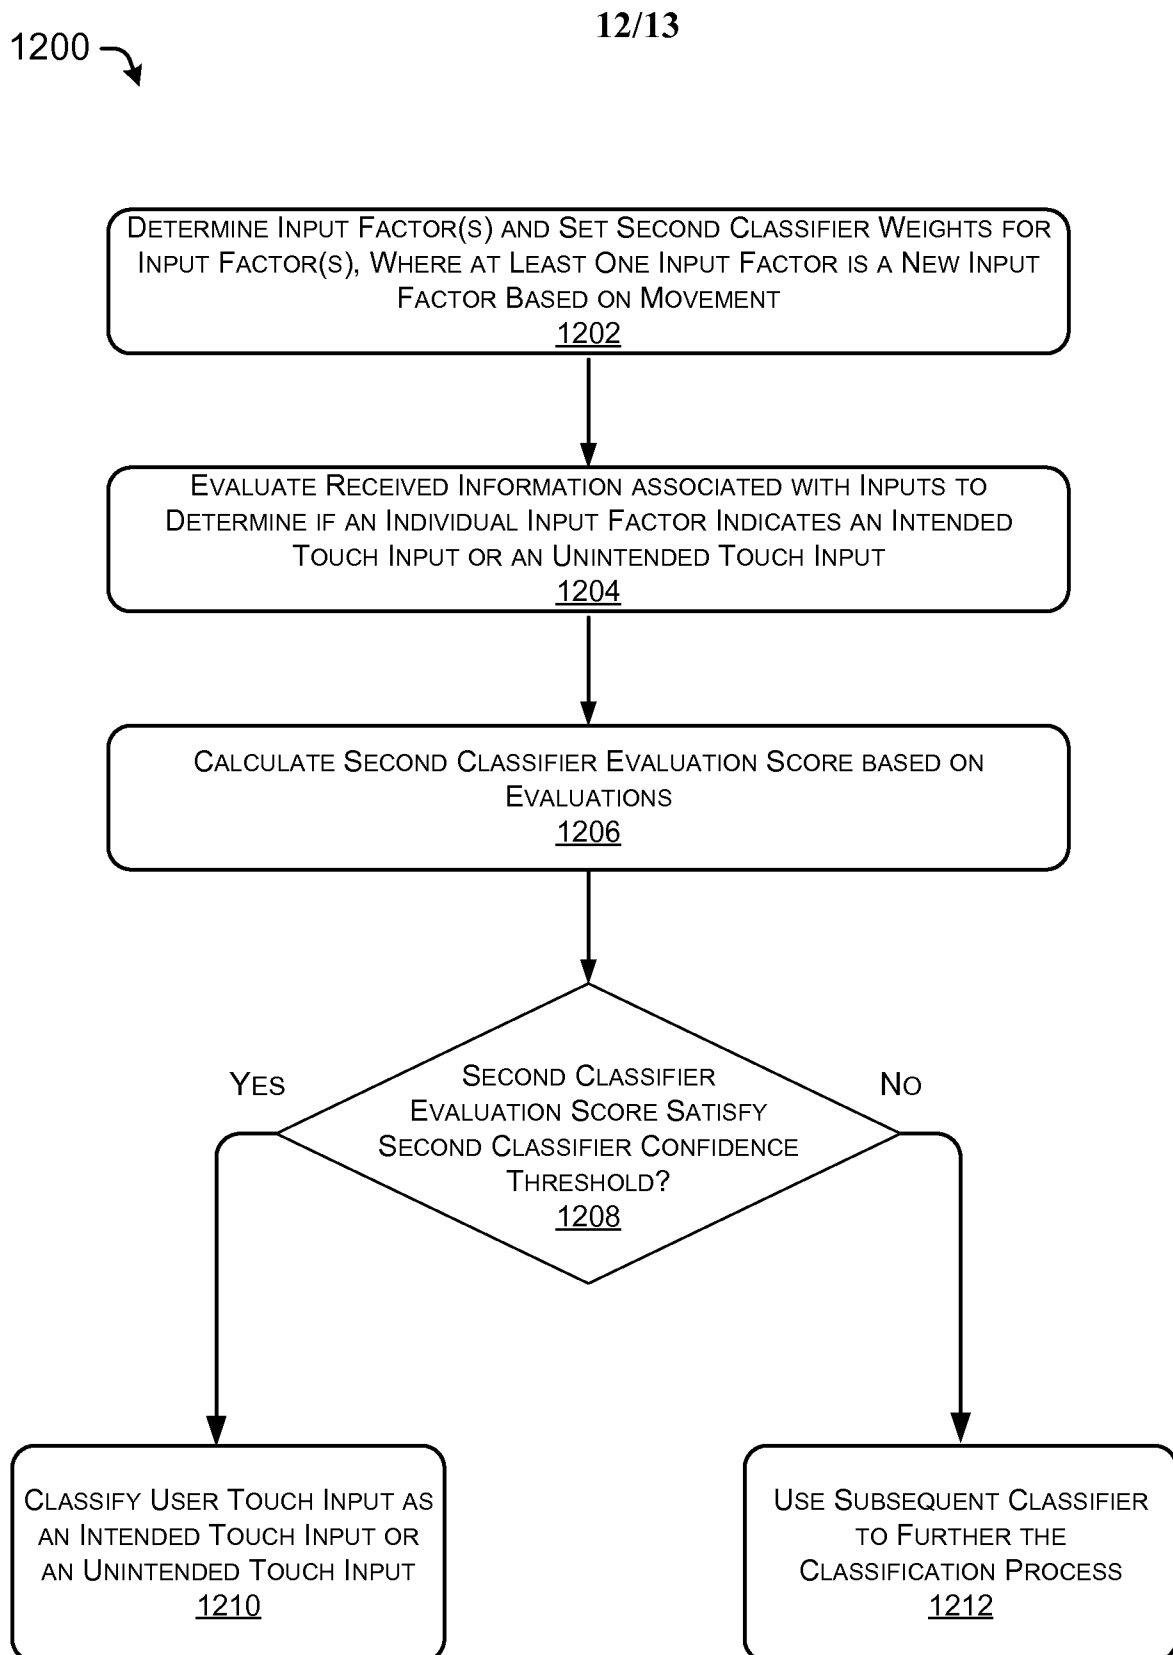 12/13
1200
DETERMINE INPUT FACTOR(S) AND SET SECOND CLASSIFIER WEIGHTS FOR
INPUT FACTOR(S), WHERE AT LEAST ONE INPUT FACTOR IS A NEW INPUT
FACTOR BASED ON MOVEMENT
1202
EVALUATE RECEIVED INFORMATION ASSOCIATED WITH INPUTS TO
DETERMINE IF AN INDIVIDUAL INPUT FACTOR INDICATES AN INTENDED
TOUCH INPUT OR AN UNINTENDED TOUCH INPUT
1204
CALCULATE SECOND CLASSIFIER EVALUATION SCORE BASED ON
EVALUATIONS
1206
SECOND CLASSIFIER
EVALUATION SCORE SATISFY
SECOND CLASSIFIER CONFIDENCE
THRESHOLD?
1208
YES
NO
CLASSIFY USER TOUCH INPUT AS
AN INTENDED TOUCH INPUT OR
AN UNINTENDED TOUCH INPUT
1210
USE SUBSEQUENT CLASSIFIER
TO FURTHER THE
CLASSIFICATION PROCESS
1212